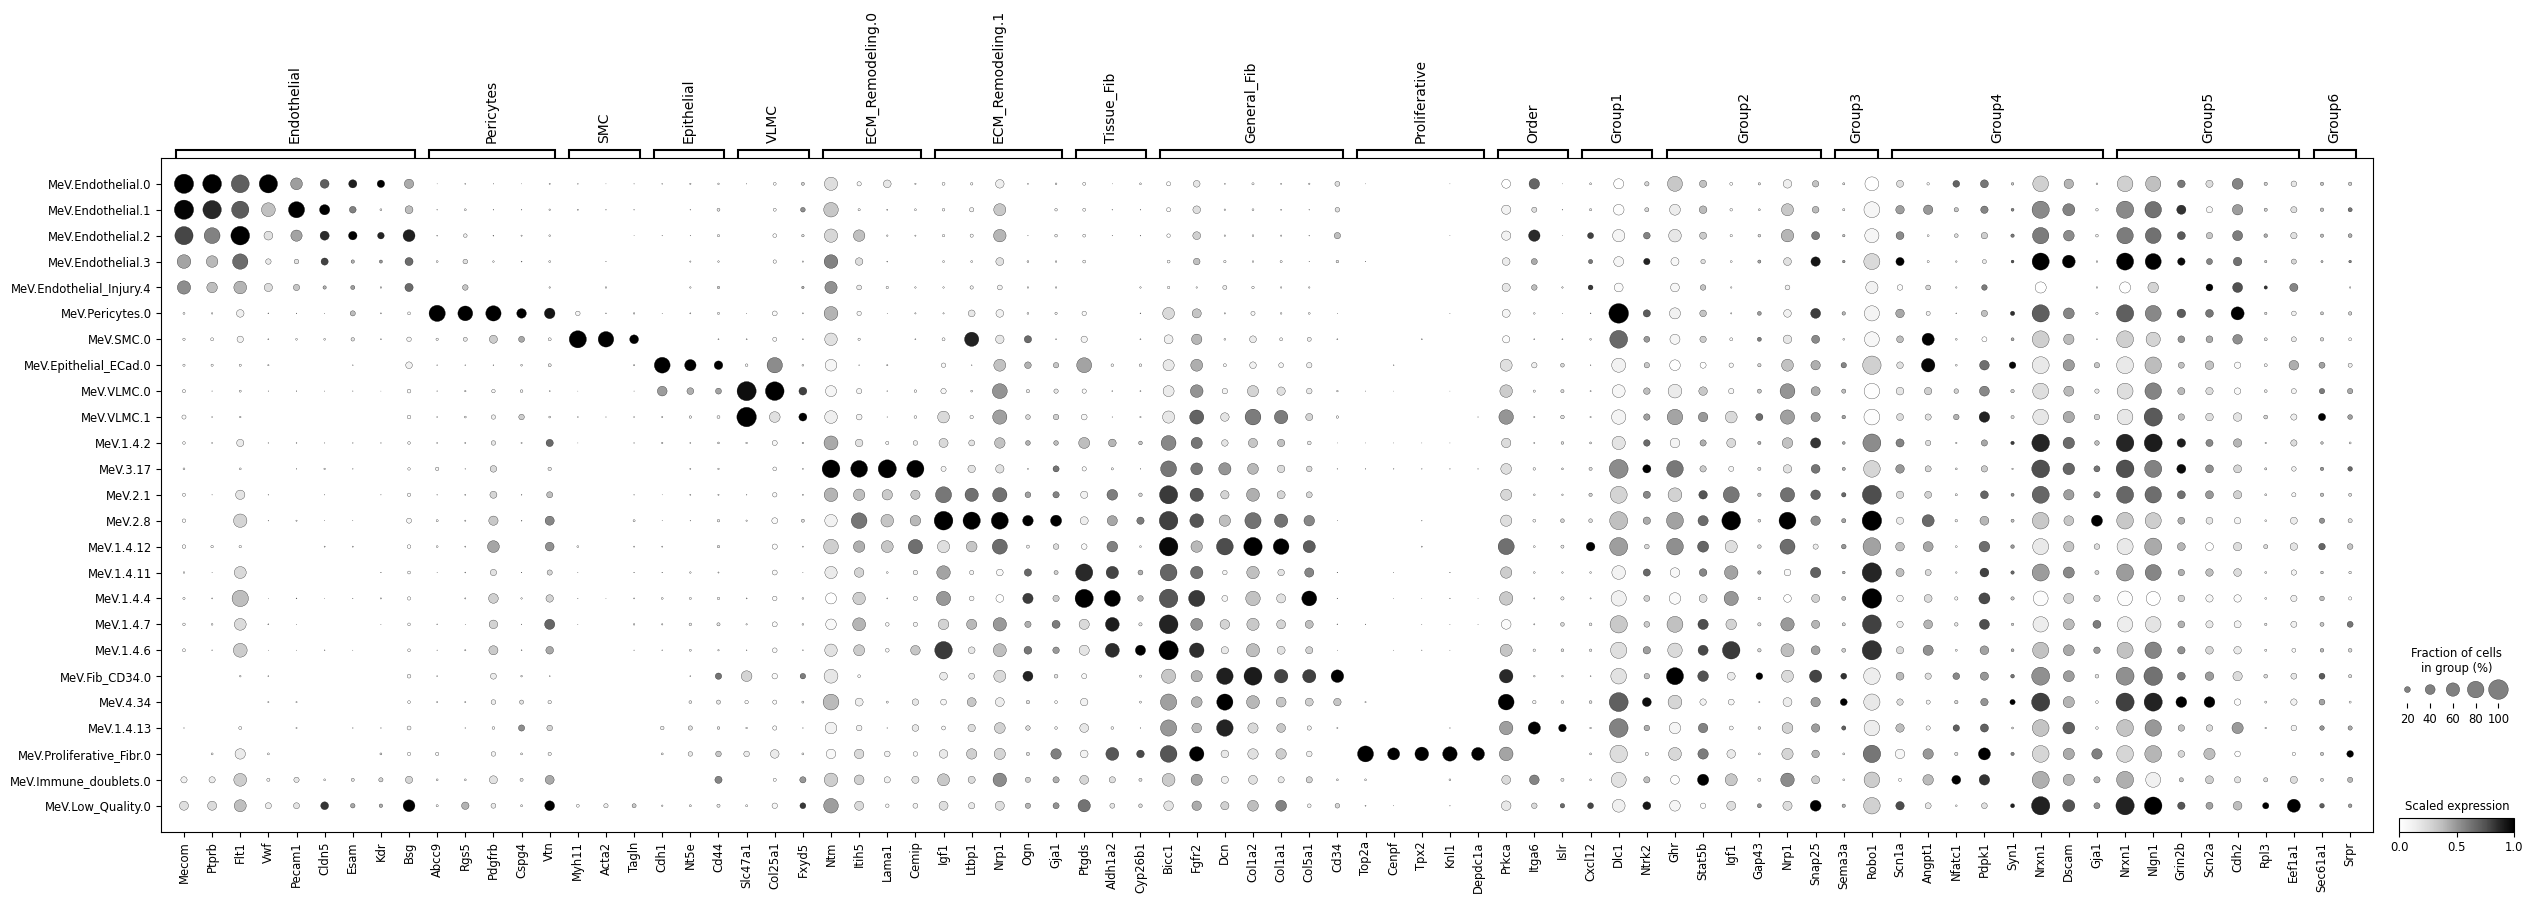 Endothelial
Pericytes
SMC
Epithelial
VLMC
ECM_Remodeling.0
ECM_Remodeling.1
Tissue_Fib
General_Fib
Proliferative
Order
Group1
Group2
Group3
Group4
Group5
Group6
MeV.Endothelial.0
MeV.Endothelial.1
MeV.Endothelial.2
MeV.Endothelial.3
MeV.Endothelial_Injury.4
MeV.Pericytes.0
MeV.SMC.0
MeV.Epithelial_ECad.0
MeV.VLMC.0
MeV.VLMC.1
MeV.1.4.2
MeV.3.17
MeV.2.1
MeV.2.8
MeV.1.4.12
MeV.1.4.11
MeV.1.4.4
MeV.1.4.7
MeV.1.4.6
MeV.Fib_CD34.0
MeV.4.34
MeV.1.4.13
MeV.Proliferative_Fibr.0
MeV.Immune_doublets.0
MeV.Low_Quality.0
Mecom
Ptprb
Flt1
Vwf
Pecam1
Cldn5
Esam
Kdr
Bsg
Abcc9
Rgs5
Pdgfrb
Cspg4
Vtn
Myh11
Acta2
Tagln
Cdh1
Nt5e
Cd44
Slc47a1
Col25a1
Fxyd5
Ntm
Itih5
Lama1
Cemip
Igf1
Ltbp1
Nrp1
Ogn
Gja1
Ptgds
Aldh1a2
Cyp26b1
Bicc1
Fgfr2
Dcn
Col1a2
Col1a1
Col5a1
Cd34
Top2a
Cenpf
Tpx2
Knl1
Depdc1a
Prkca
Itga6
Islr
Cxcl12
Dlc1
Ntrk2
Ghr
Stat5b
Igf1
Gap43
Nrp1
Snap25
Sema3a
Robo1
Scn1a
Angpt1
Nfatc1
Pdpk1
Syn1
Nrxn1
Dscam
Gja1
Nrxn1
Nlgn1
Grin2b
Scn2a
Cdh2
Rpl3
Eef1a1
Sec61a1
Srpr
Fraction of cells
in group (%)
20 40 60 80 100
Scaled expression
0.0 0.5 1.0